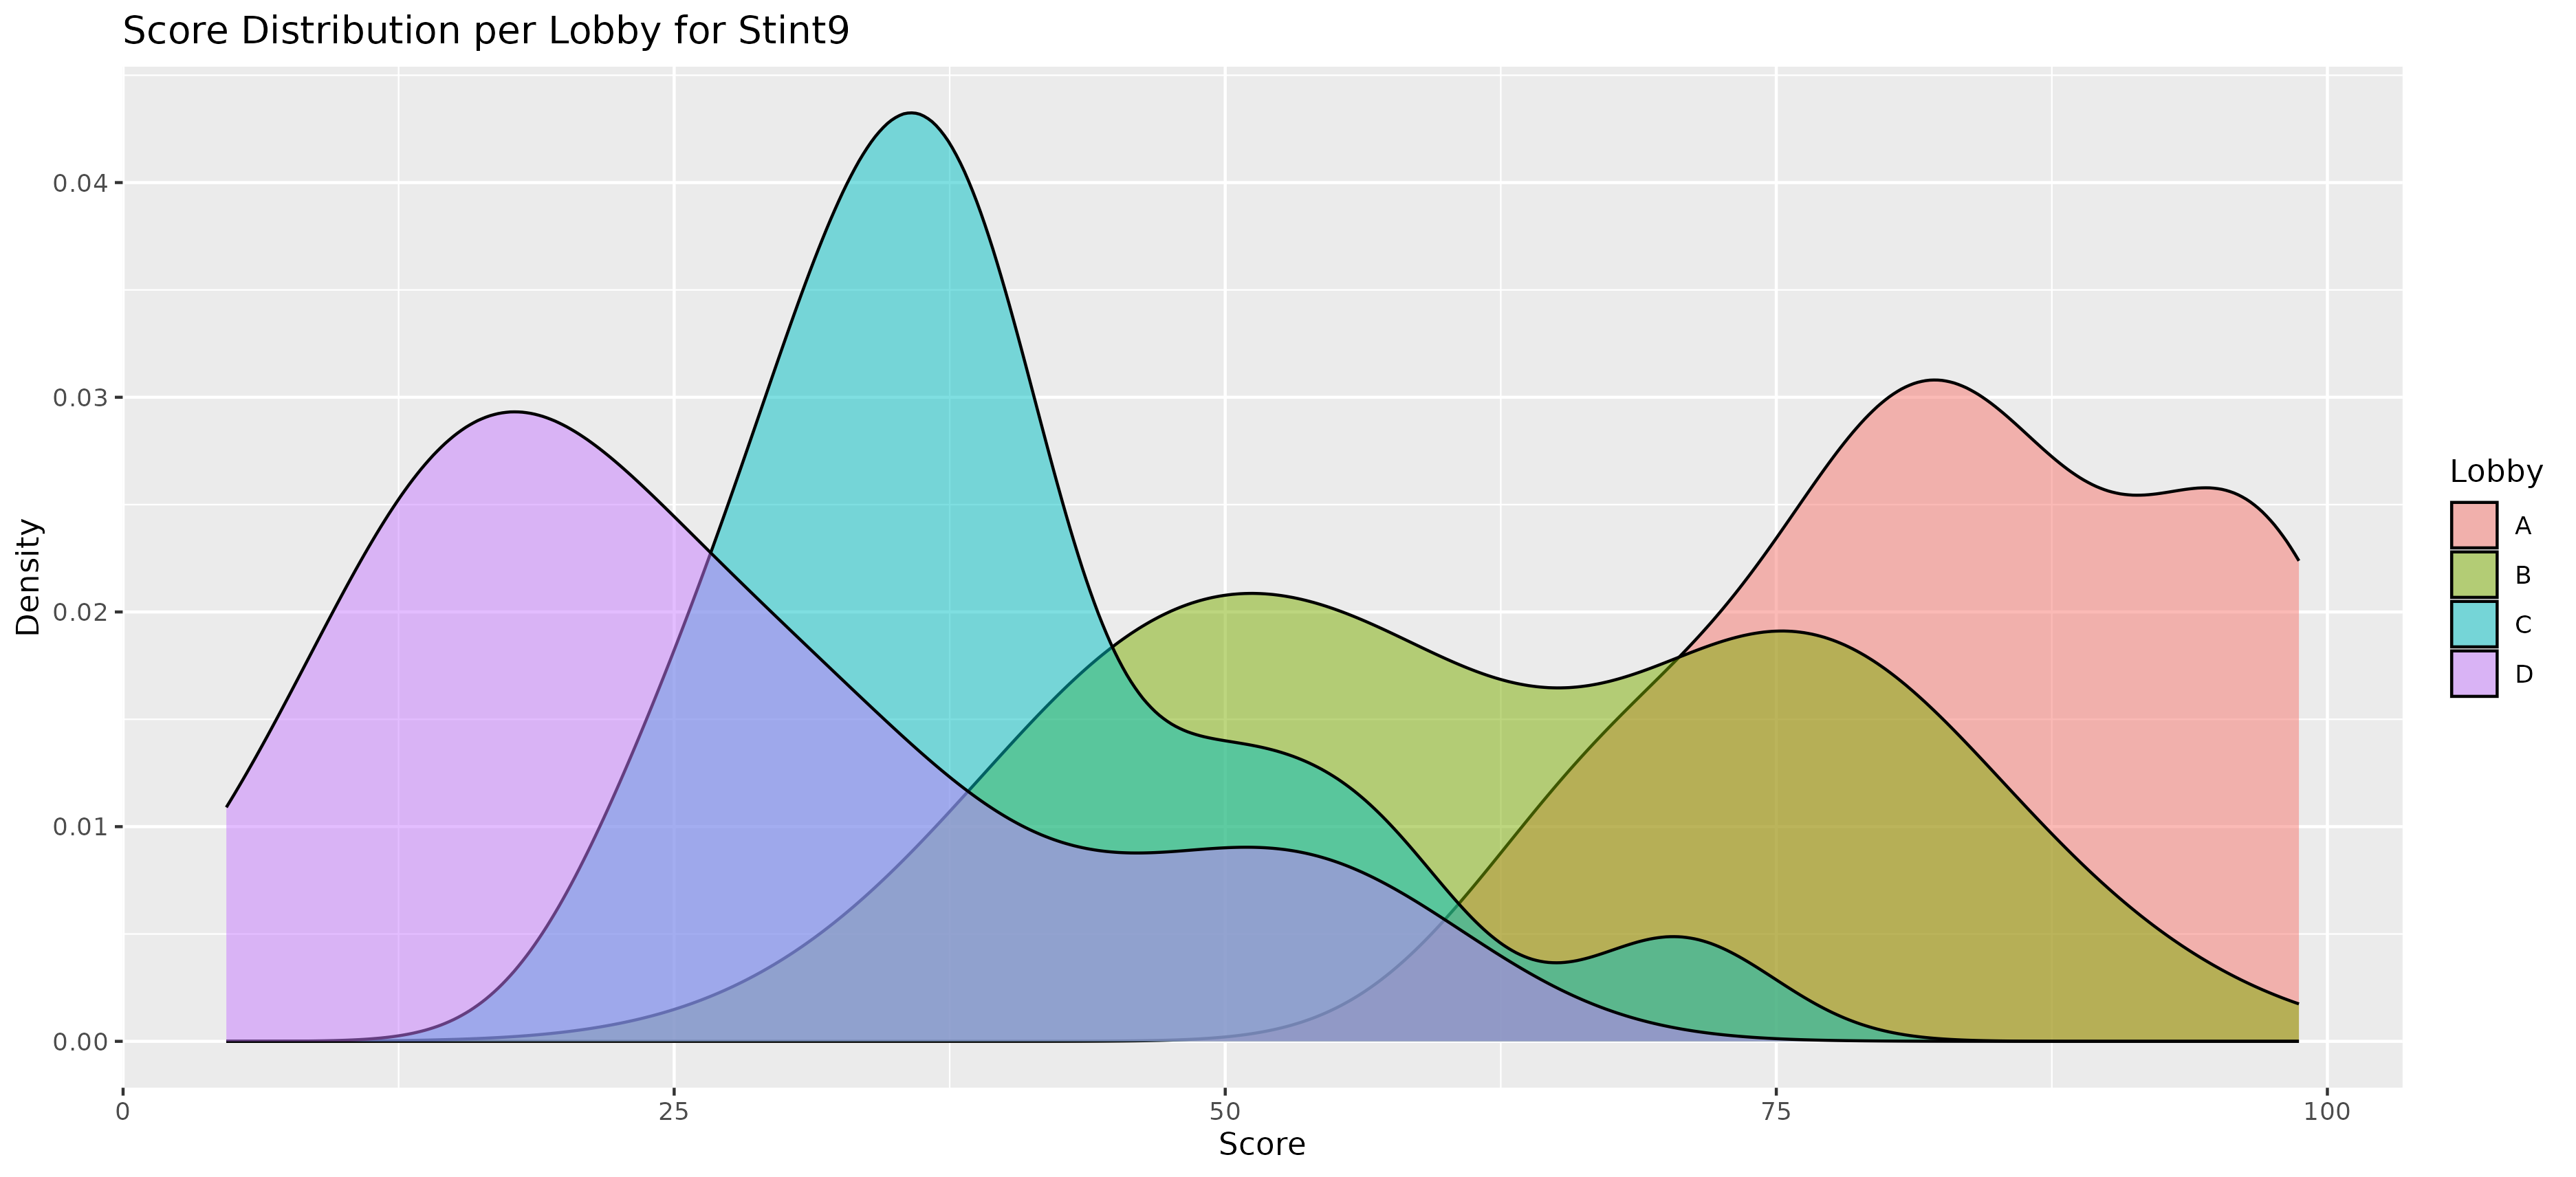 Score Distribution per Lobby for Stint9
Density
0.04
0.03
0.02
0.01
0.00
0
25
50
75
100
Score
Lobby
A
B
C
D